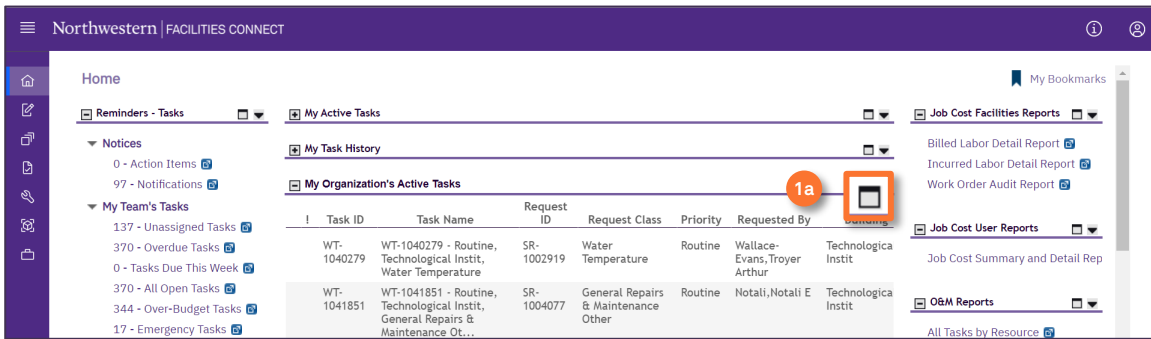 Northwestern | FACILITIES CONNECT
Home
My Bookmarks
Reminders - Tasks
Notices
0 - Action Items
97 - Notifications
My Team's Tasks
137 - Unassigned Tasks
370 - Overdue Tasks
0 - Tasks Due This Week
370 - All Open Tasks
344 - Over-Budget Tasks
17 - Emergency Tasks
My Active Tasks
My Task History
My Organization's Active Tasks
1a
! Task ID Task Name Request ID Request Class Priority Requested By Building
WT-1040279 WT-1040279 - Routine, Technological Instit, Water Temperature SR-1002919 Water Temperature Routine Wallace-Evans,Troyer Arthur Technologica Instit
WT-1041851 WT-1041851 - Routine, Technological Instit, General Repairs & Maintenance Ot... SR-1004077 General Repairs & Maintenance Other Routine Notali,Notali E Technologica Instit
Job Cost Facilities Reports
Billed Labor Detail Report
Incurred Labor Detail Report
Work Order Audit Report
Job Cost User Reports
Job Cost Summary and Detail Rep
O&M Reports
All Tasks by Resource